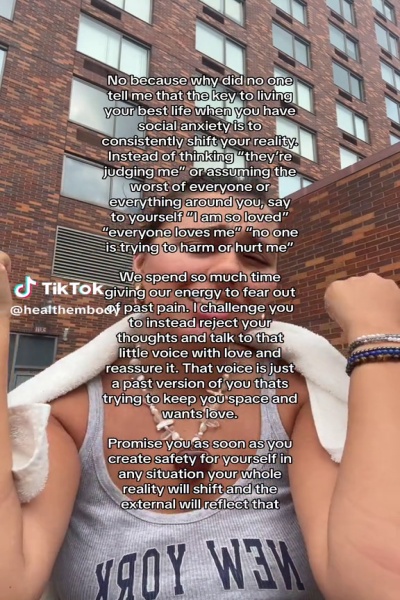 No because why did no one
tell me that the key to living
your best life when you have
social anxiety is to
consistently shift your reality.
Instead of thinking “they're
judging me” or assuming the
worst of everyone or
everything around you, say
to yourself “I am so loved”
“everyone loves me” “no one
is trying to harm or hurt me”
We spend so much time
giving our energy to fear out
of past pain. I challenge you
to instead reject your
thoughts and talk to that
little voice with love and
reassure it. That voice is just
a past version of you thats
trying to keep you space and
wants love.
Promise you as soon as you
create safety for yourself in
any situation your whole
reality will shift and the
external will reflect that
TikTok
@healthembody
NEW YORK